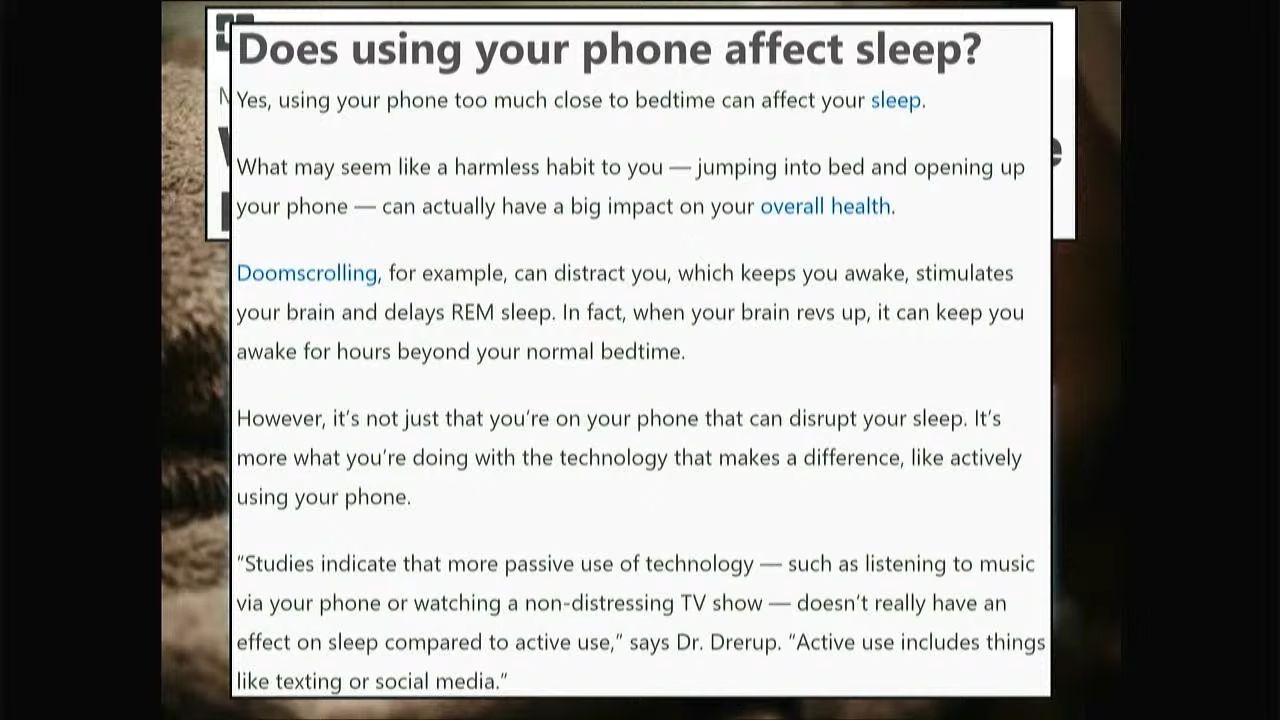 Does using your phone affect sleep?
Yes, using your phone too much close to bedtime can affect your sleep.
What may seem like a harmless habit to you — jumping into bed and opening up
your phone — can actually have a big impact on your overall health.
Doomscrolling, for example, can distract you, which keeps you awake, stimulates
your brain and delays REM sleep. In fact, when your brain revs up, it can keep you
awake for hours beyond your normal bedtime.
However, it’s not just that you’re on your phone that can disrupt your sleep. It’s
more what you’re doing with the technology that makes a difference, like actively
using your phone.
“Studies indicate that more passive use of technology — such as listening to music
via your phone or watching a non-distressing TV show — doesn’t really have an
effect on sleep compared to active use,” says Dr. Drerup. “Active use includes things
like texting or social media.”